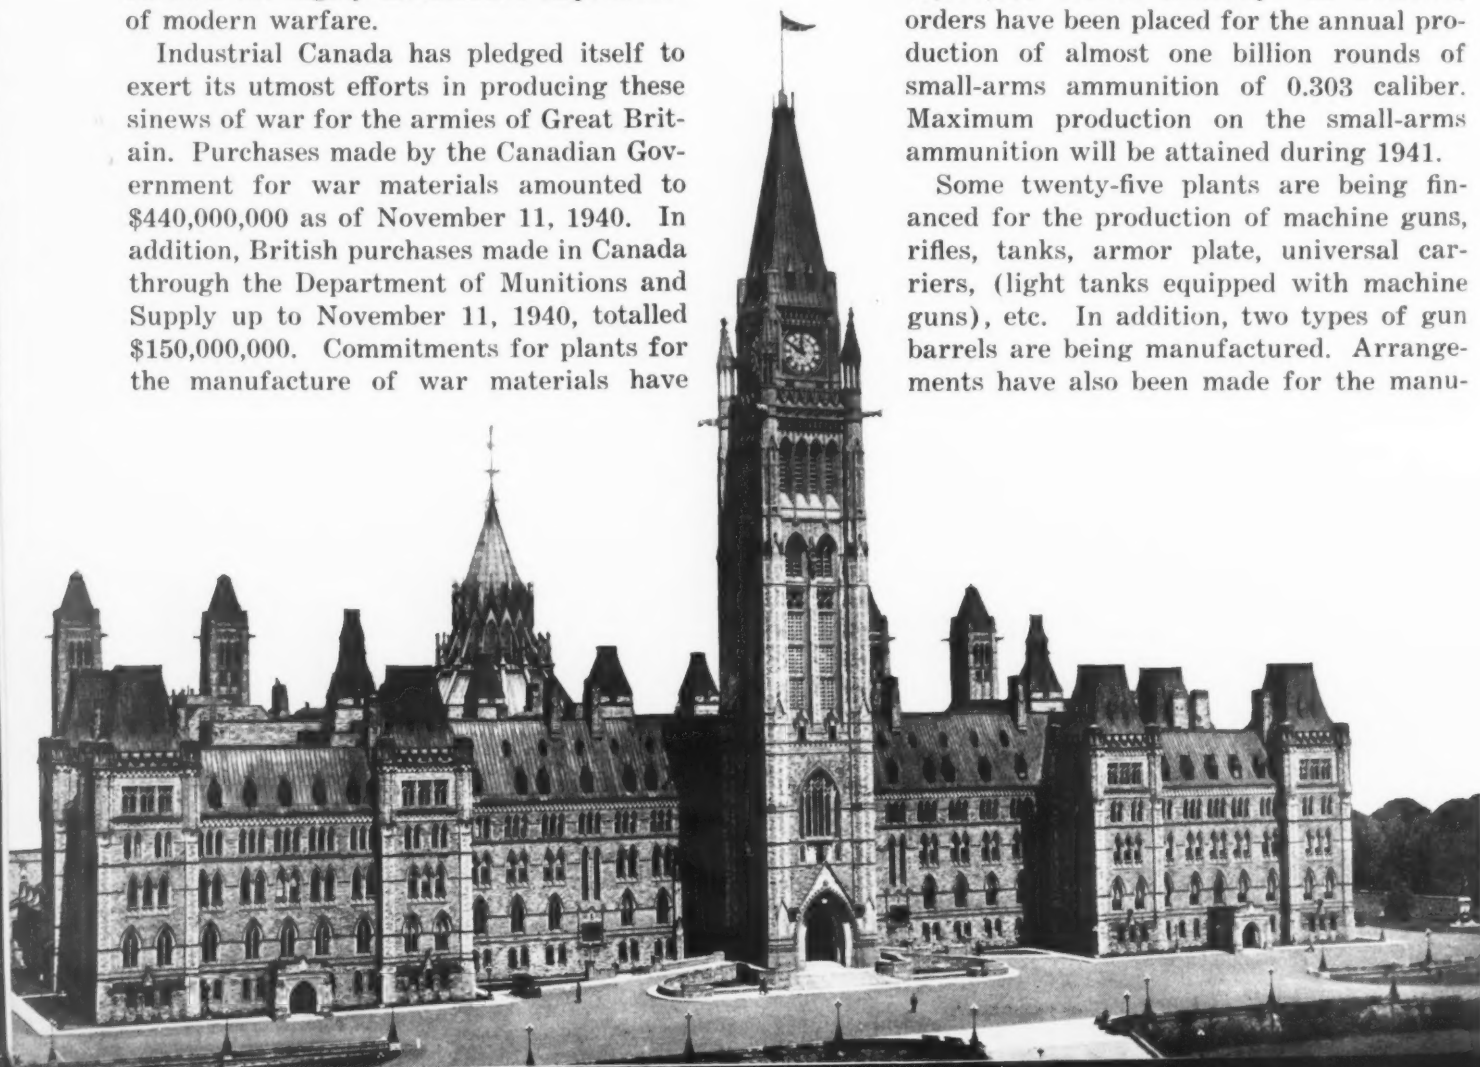 of modern warfare.
Industrial Canada has pledged itself to
exert its utmost efforts in producing these
sinews of war for the armies of Great Brit-
ain. Purchases made by the Canadian Gov-
ernment for war materials amounted to
$440,000,000 as of November 11, 1940. In
addition, British purchases made in Canada
through the Department of Munitions and
Supply up to November 11, 1940, totalled
$150,000,000. Commitments for plants for
the manufacture of war materials have
orders have been placed for the annual pro-
duction of almost one billion rounds of
small-arms ammunition of 0.303 caliber.
Maximum production on the small-arms
ammunition will be attained during 1941.
Some twenty-five plants are being fin-
anced for the production of machine guns,
rifles, tanks, armor plate, universal car-
riers, (light tanks equipped with machine
guns), etc. In addition, two types of gun
barrels are being manufactured. Arrange-
ments have also been made for the manu-